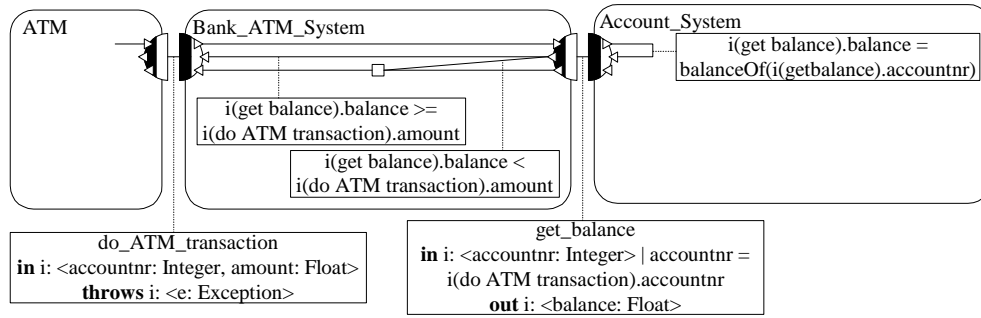 ATM
Bank_ATM_System
Account_System
i(get balance).balance =
balanceOf(i(getbalance).accountnr)
i(get balance).balance >=
i(do ATM transaction).amount
i(get balance).balance <
i(do ATM transaction).amount
do_ATM_transaction
in i: <accountnr: Integer, amount: Float>
throws i: <e: Exception>
get_balance
in i: <accountnr: Integer> | accountnr =
i(do ATM transaction).accountnr
out i: <balance: Float>